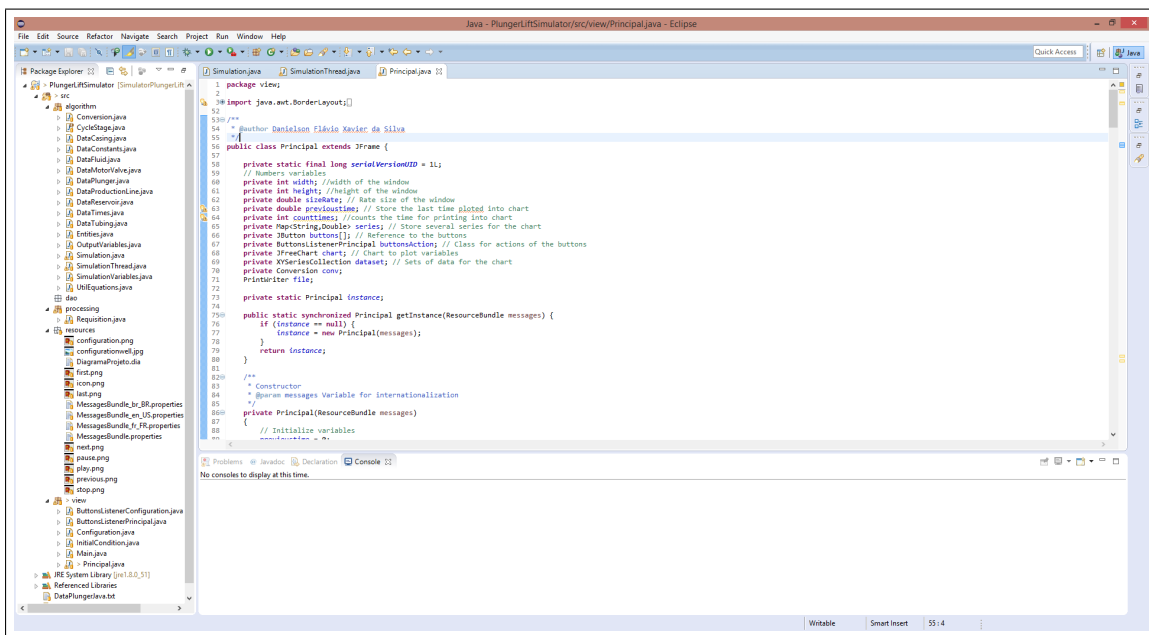 Java - PlungerLiftSimulator/src/view/Principal.java - Eclipse
File Edit Source Refactor Navigate Search Project Run Window Help
Quick Access
Java
Package Explorer
> PlungerLiftSimulator [SimulatorPlungerLift
> src
algorithm
Conversion.java
CycleStage.java
DataCasing.java
DataConstants.java
DataFluid.java
DataMotorValve.java
DataPlunger.java
DataProductionLine.java
DataReservoir.java
DataTimes.java
DataTubing.java
Entities.java
OutputVariables.java
Simulation.java
SimulationThread.java
SimulationVariables.java
UtilEquations.java
dao
processing
Requisition.java
resources
configuration.png
configurationwell.jpg
DiagramaProjeto.dia
first.png
icon.png
last.png
MessagesBundle_br_BR.properties
MessagesBundle_en_US.properties
MessagesBundle_fr_FR.properties
MessagesBundle.properties
next.png
pause.png
play.png
previous.png
stop.png
> view
ButtonsListenerConfiguration.java
ButtonsListenerPrincipal.java
Configuration.java
InitialCondition.java
Main.java
> Principal.java
JRE System Library [jre1.8.0_51]
Referenced Libraries
DataPlungerJava.txt
Simulation.java SimulationThread.java Principal.java
1 package view;
2
3 import java.awt.BorderLayout;
52
53 /**
54 * @author Danielson Flávio Xavier da Silva
55 */
56 public class Principal extends JFrame {
57
58 private static final long serialVersionUID = 1L;
59 // Numbers variables
60 private int width; //width of the window
61 private int height; //height of the window
62 private double sizeRate; // Rate size of the window
63 private double previoustime; // Store the last time ploted into chart
64 private int counttimes; //counts the time for printing into chart
65 private Map<String,Double> series; // Store several series for the chart
66 private JButton buttons[]; // Reference to the buttons
67 private ButtonsListenerPrincipal buttonsAction; // Class for actions of the buttons
68 private JFreeChart chart; // Chart to plot variables
69 private XYSeriesCollection dataset; // Sets of data for the chart
70 private Conversion conv;
71 PrintWriter file;
72
73 private static Principal instance;
74
75 public static synchronized Principal getInstance(ResourceBundle messages) {
76 if (instance == null) {
77 instance = new Principal(messages);
78 }
79 return instance;
80 }
81
82 /**
83 * Constructor
84 * @param messages Variable for internationalization
85 */
86 private Principal(ResourceBundle messages)
87 {
88 // Initialize variables
89 previoustime = 0;
Problems @ Javadoc Declaration Console
No consoles to display at this time.
Writable Smart Insert 55 : 4